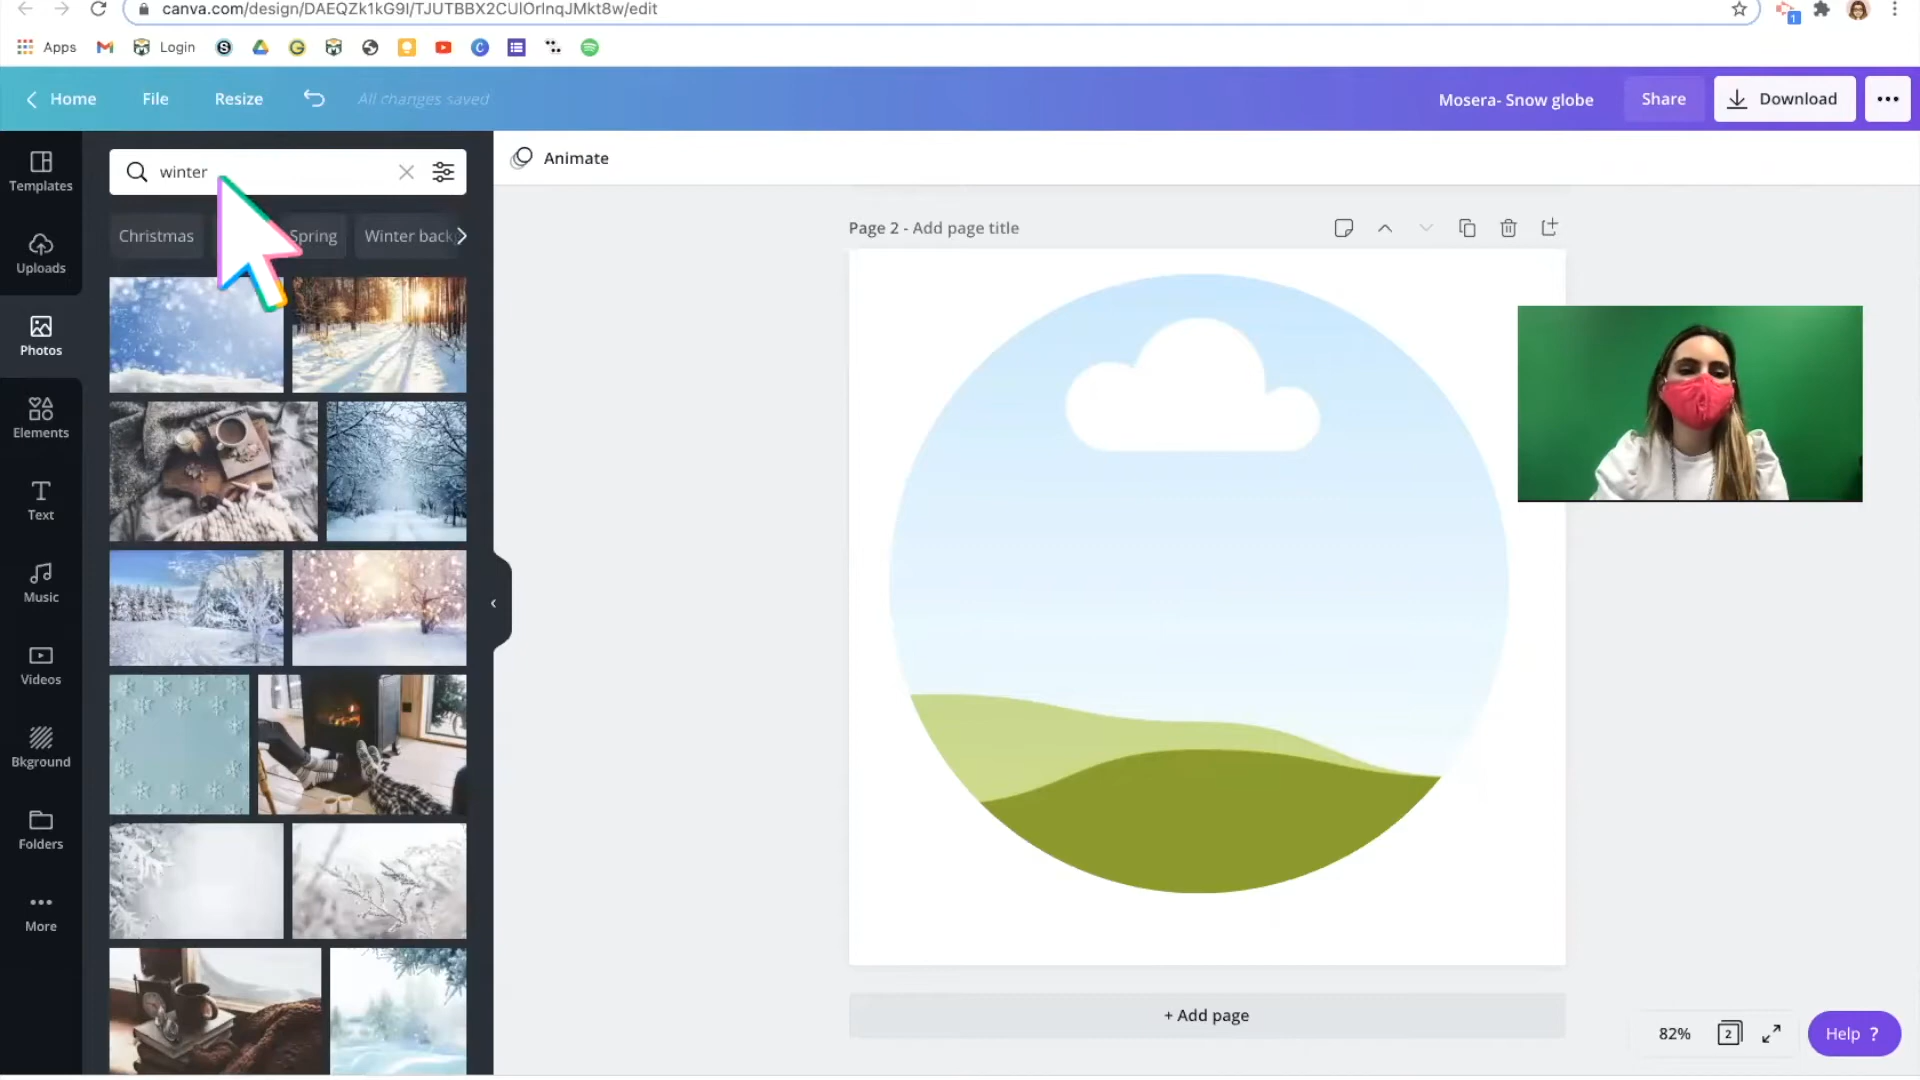 canva.com/design/DAEQZk1kG9I/TJUTBBX2CUIOrInqJMkt8w/edit
1
Apps
Login
Home
File
Resize
All changes saved
Mosera- Snow globe
Share
Download
Templates
winter
Animate
Uploads
Christmas
Spring
Winter back
Page 2 - Add page title
Photos
Elements
Text
Music
Videos
Bkground
Folders
More
+ Add page
82%
2
Help ?